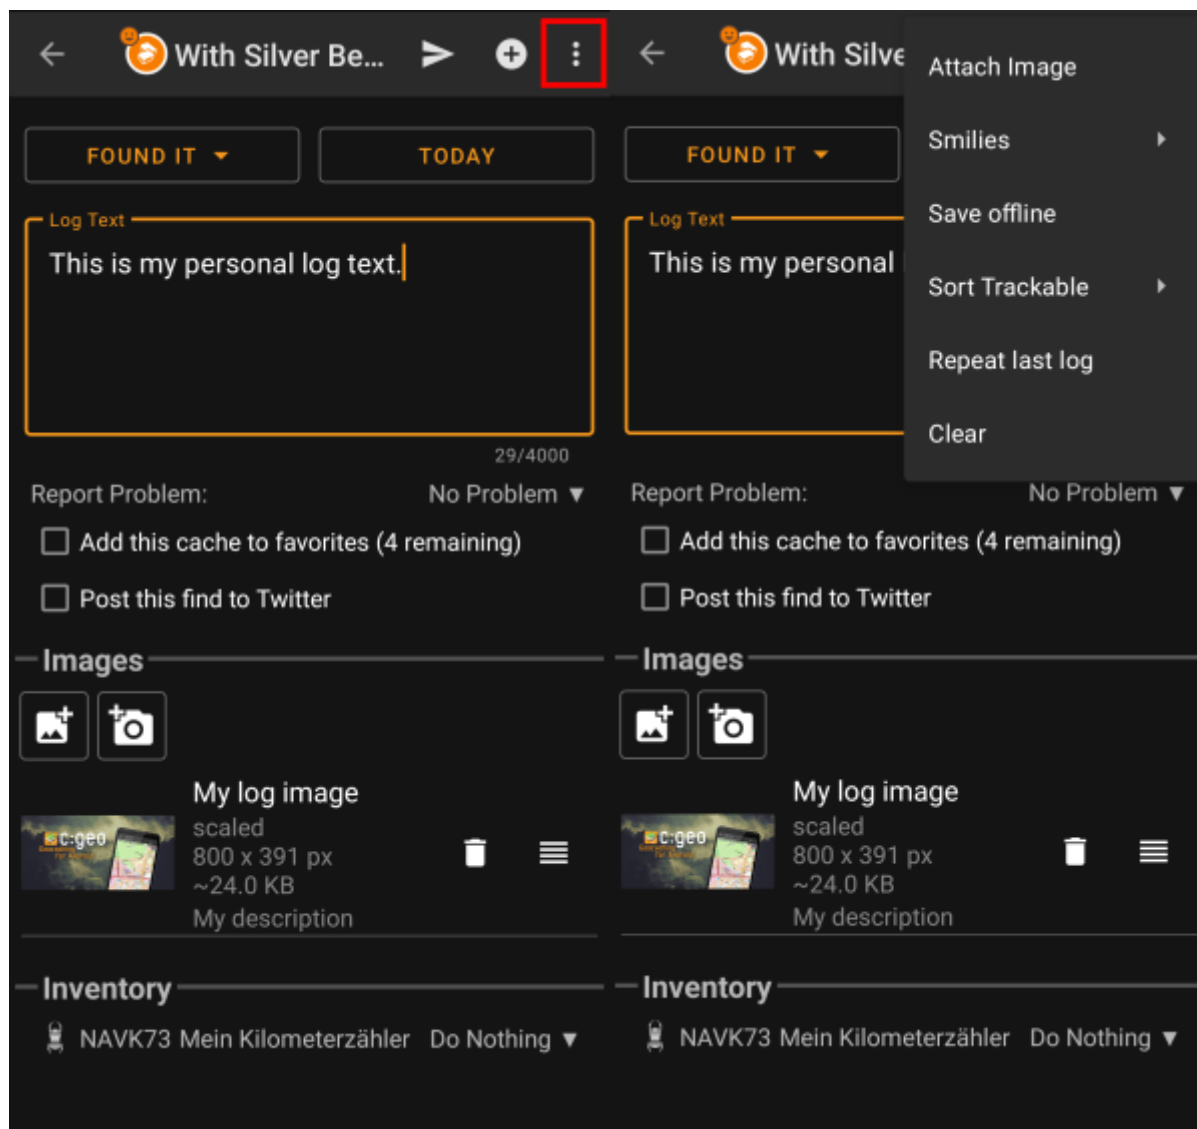 With Silver Be...
FOUND IT
TODAY
Log Text
This is my personal log text.
29/4000
Report Problem:
No Problem
Add this cache to favorites (4 remaining)
Post this find to Twitter
Images
My log image
c:geo
scaled
800 x 391 px
~24.0 KB
My description
Inventory
NAVK73 Mein Kilometerzähler
Do Nothing
With Silve
Attach Image
Smilies
Save offline
Sort Trackable
Repeat last log
Clear
FOUND IT
Log Text
This is my personal
Report Problem:
No Problem
Add this cache to favorites (4 remaining)
Post this find to Twitter
Images
My log image
c:geo
scaled
800 x 391 px
~24.0 KB
My description
Inventory
NAVK73 Mein Kilometerzähler
Do Nothing